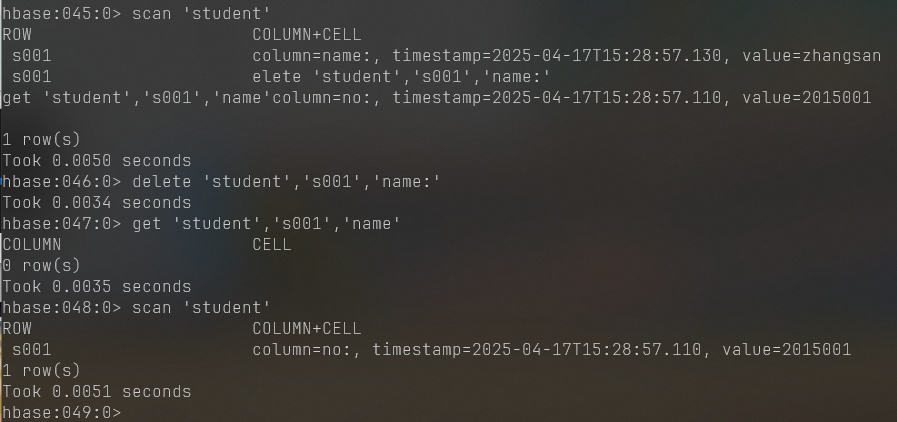 hbase:045:0> scan 'student'
ROW                      COLUMN+CELL
 s001                    column=name:, timestamp=2025-04-17T15:28:57.130, value=zhangsan
 s001                    elete 'student','s001','name:'
get 'student','s001','name'column=no:, timestamp=2025-04-17T15:28:57.110, value=2015001
1 row(s)
Took 0.0050 seconds
hbase:046:0> delete 'student','s001','name:'
Took 0.0034 seconds
hbase:047:0> get 'student','s001','name'
COLUMN                   CELL
0 row(s)
Took 0.0035 seconds
hbase:048:0> scan 'student'
ROW                      COLUMN+CELL
 s001                    column=no:, timestamp=2025-04-17T15:28:57.110, value=2015001
1 row(s)
Took 0.0051 seconds
hbase:049:0>